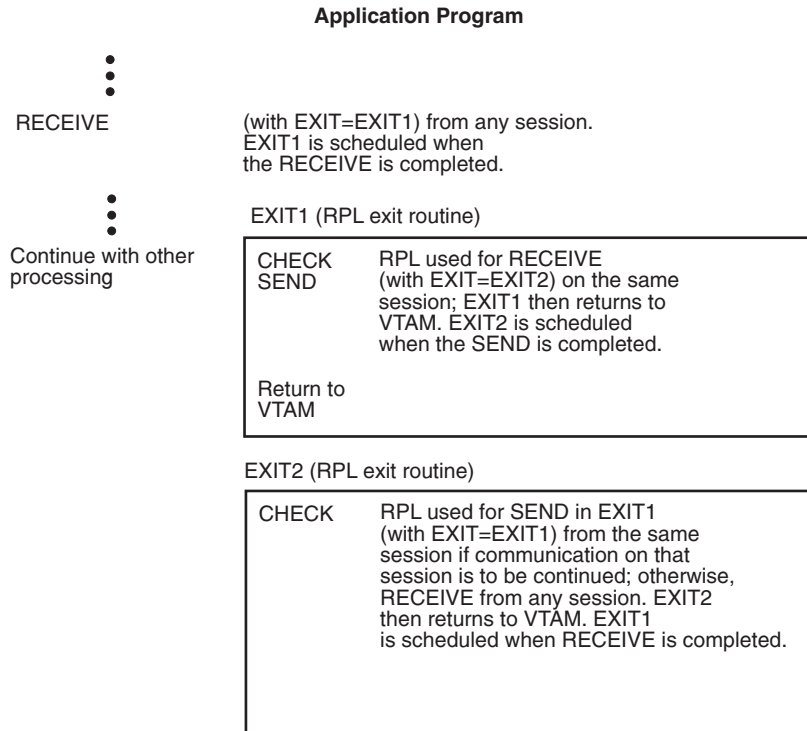 Application Program
RECEIVE
(with EXIT=EXIT1) from any session.
EXIT1 is scheduled when
the RECEIVE is completed.
Continue with other
processing
EXIT1 (RPL exit routine)
CHECK RPL used for RECEIVE
SEND (with EXIT=EXIT2) on the same
session; EXIT1 then returns to
VTAM. EXIT2 is scheduled
when the SEND is completed.
Return to
VTAM
EXIT2 (RPL exit routine)
CHECK RPL used for SEND in EXIT1
(with EXIT=EXIT1) from the same
session if communication on that
session is to be continued; otherwise,
RECEIVE from any session. EXIT2
then returns to VTAM. EXIT1
is scheduled when RECEIVE is completed.